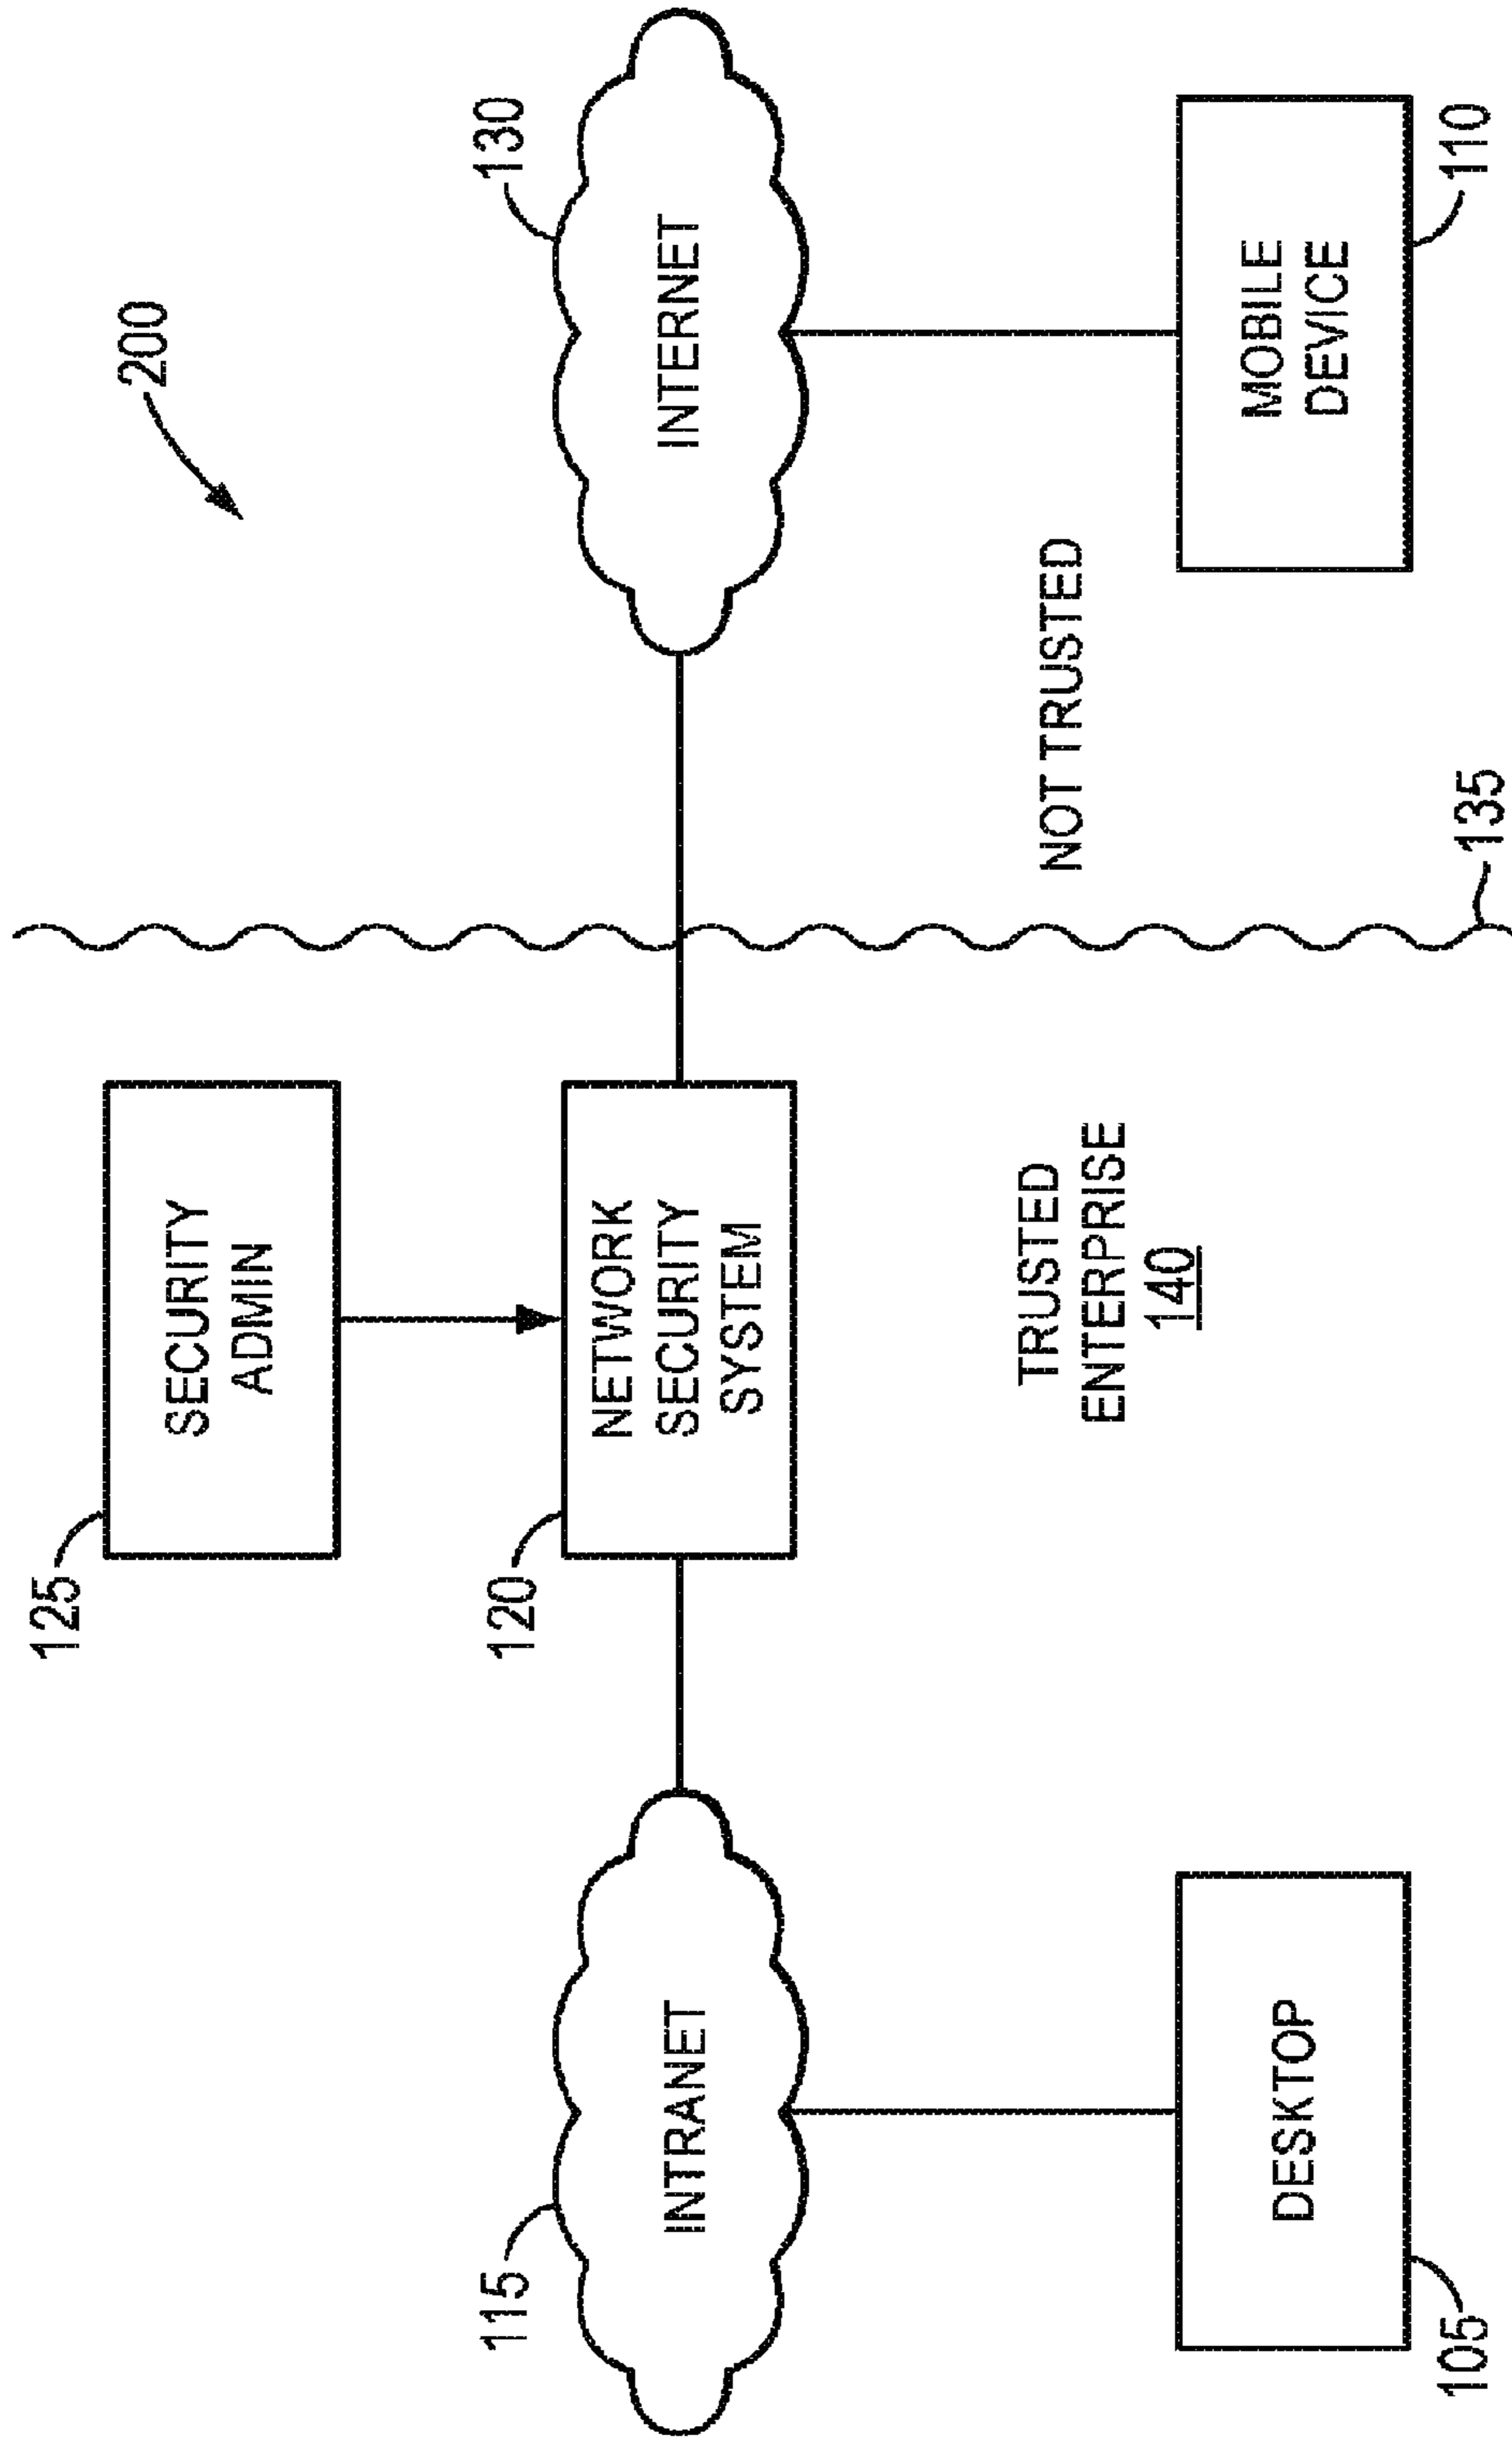 200
125
SECURITY
ADMIN
115
INTRANET
120
NETWORK
SECURITY
SYSTEM
130
INTERNET
TRUSTED
ENTERPRISE
140
NOT TRUSTED
105
DESKTOP
135
MOBILE
DEVICE
110